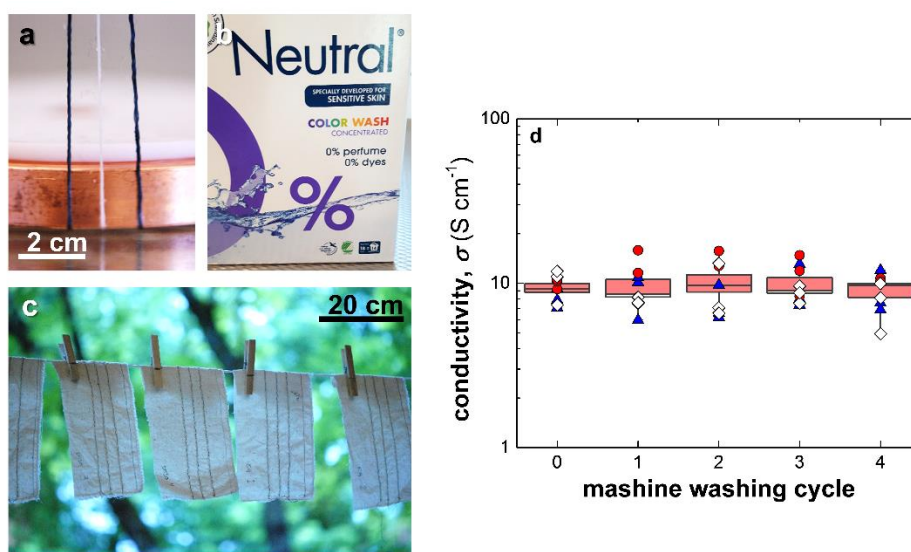 a
2 cm
b
Neutral®
SPECIALLY DEVELOPED FOR
SENSITIVE SKIN
COLOR WASH
CONCENTRATED
0% perfume
0% dyes
%
c
20 cm
d
conductivity, σ (S cm⁻¹)
100
10
1
0 1 2 3 4
mashine washing cycle